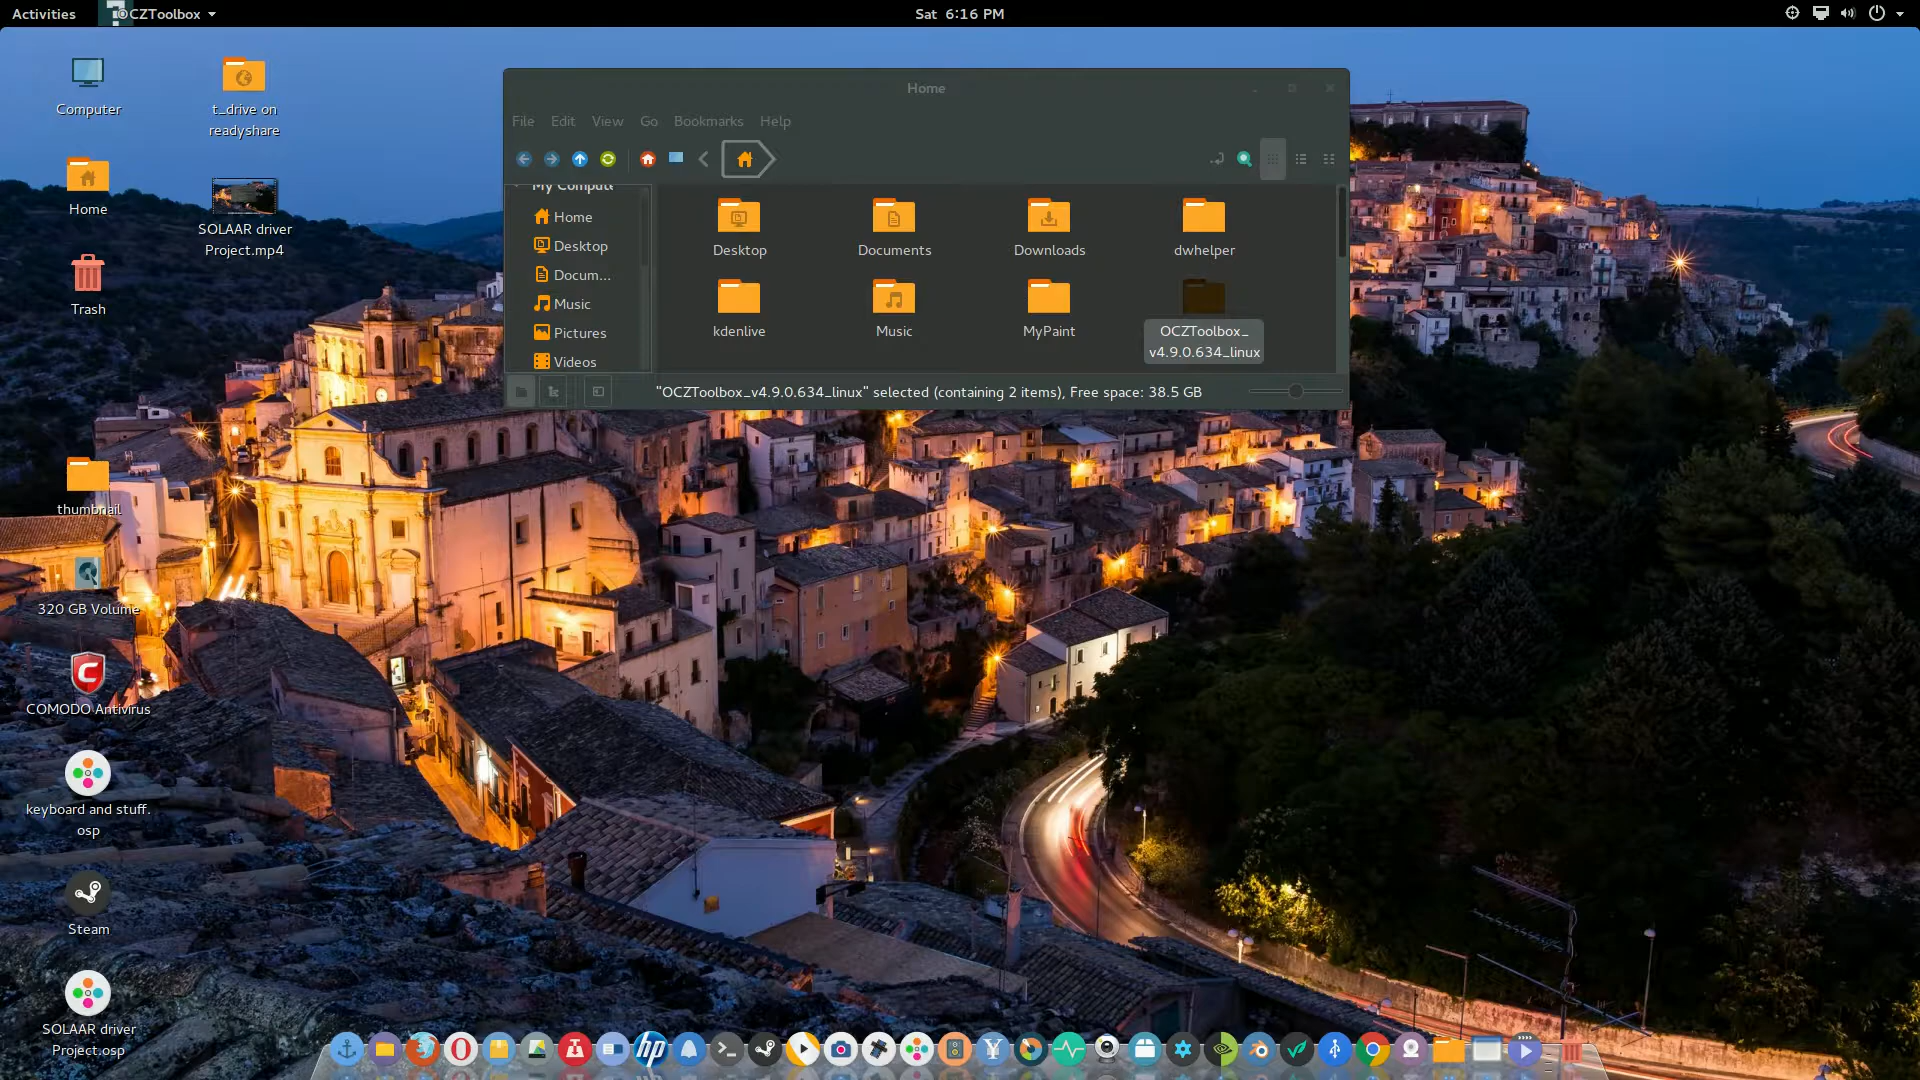 Activities
OCZToolbox
Sat 6:16 PM
Computer
t_drive on
readyshare
Home
SOLAAR driver
Project.mp4
Trash
thumbnail
320 GB Volume
COMODO Antivirus
keyboard and stuff.
osp
Steam
SOLAAR driver
Project.osp
Home
File Edit View Go Bookmarks Help
My Compute
Home
Desktop
Docum...
Music
Pictures
Videos
Desktop
Documents
Downloads
dwhelper
kdenlive
Music
MyPaint
OCZToolbox_
v4.9.0.634_linux
"OCZToolbox_v4.9.0.634_linux" selected (containing 2 items), Free space: 38.5 GB
hp